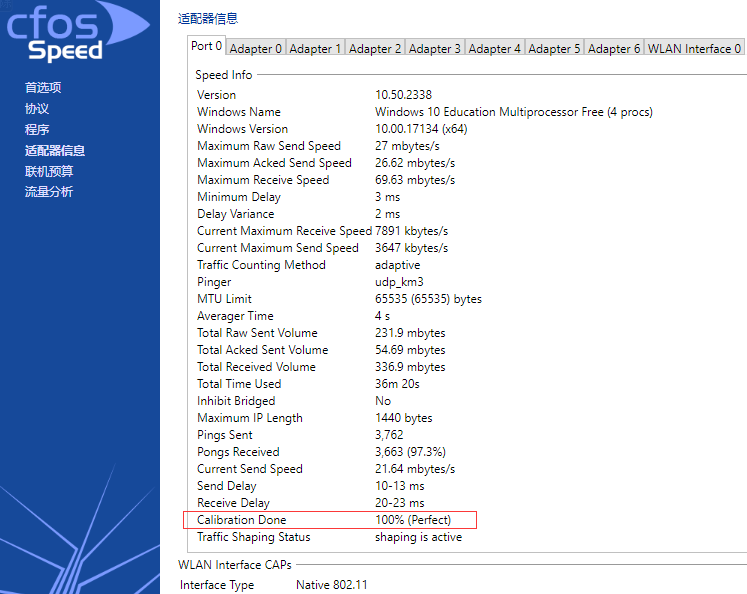 cfos
Speed
首选项
协议
程序
适配器信息
联机预算
流量分析
适配器信息
Port 0 Adapter 0 Adapter 1 Adapter 2 Adapter 3 Adapter 4 Adapter 5 Adapter 6 WLAN Interface 0
Speed Info
Version 10.50.2338
Windows Name Windows 10 Education Multiprocessor Free (4 procs)
Windows Version 10.00.17134 (x64)
Maximum Raw Send Speed 27 mbytes/s
Maximum Acked Send Speed 26.62 mbytes/s
Maximum Receive Speed 69.63 mbytes/s
Minimum Delay 3 ms
Delay Variance 2 ms
Current Maximum Receive Speed 7891 kbytes/s
Current Maximum Send Speed 3647 kbytes/s
Traffic Counting Method adaptive
Pinger udp_km3
MTU Limit 65535 (65535) bytes
Averager Time 4 s
Total Raw Sent Volume 231.9 mbytes
Total Acked Sent Volume 54.69 mbytes
Total Received Volume 336.9 mbytes
Total Time Used 36m 20s
Inhibit Bridged No
Maximum IP Length 1440 bytes
Pings Sent 3,762
Pongs Received 3,663 (97.3%)
Current Send Speed 21.64 mbytes/s
Send Delay 10-13 ms
Receive Delay 20-23 ms
Calibration Done 100% (Perfect)
Traffic Shaping Status shaping is active
WLAN Interface CAPs
Interface Type Native 802.11